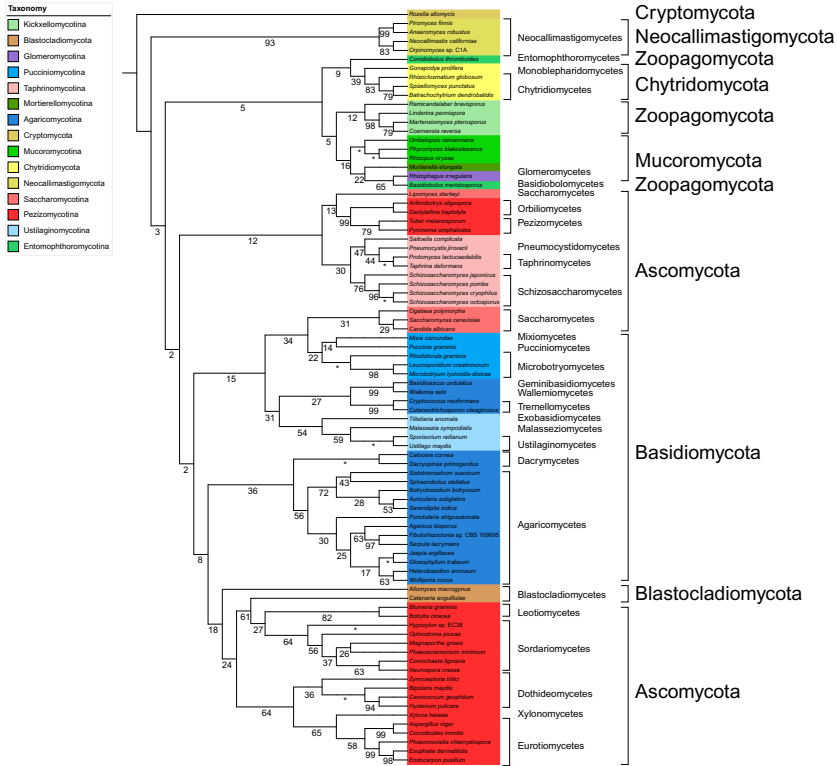 Taxonomy
Kickxellomycotina
Blastocladiomycota
Glomeromycotina
Pucciniomycotina
Taphrinomycotina
Mortierellomycotina
Agaricomycotina
Cryptomycota
Mucoromycotina
Chytridiomycota
Neocallimastigomycota
Saccharomycotina
Pezizomycotina
Ustilaginomycotina
Entomophthoromycotina
Rozella allomycis
Piromyces finnis
Anaeromyces robustus
Neocallimastix californiae
Orpinomyces sp. C1A
Conidiobolus thromboides
Gonapodya prolifera
Rhizoclosmatium globosum
Spizellomyces punctatus
Batrachochytrium dendrobatidis
Ramicandelaber brevisporus
Linderina pennispora
Martensiomyces pterosporus
Coemansia reversa
Umbelopsis ramanniana
Phycomyces blakesleeanus
Rhizopus oryzae
Mortierella elongata
Rhizophagus irregularis
Basidiobolus meristosporus
Lipomyces starkeyi
Arthrobotrys oligospora
Dactylellina haptotyla
Tuber melanosporum
Pyronema omphalodes
Saitoella complicata
Pneumocystis jirovecii
Protomyces lactucaedebilis
Taphrina deformans
Schizosaccharomyces japonicus
Schizosaccharomyces pombe
Schizosaccharomyces cryophilus
Schizosaccharomyces octosporus
Ogataea polymorpha
Saccharomyces cerevisiae
Candida albicans
Mixia osmundae
Puccinia graminis
Rhodotorula graminis
Leucosporidium creatinivorum
Microbotryum lychnidis-dioicae
Basidioascus undulatus
Wallemia sebi
Cryptococcus neoformans
Cutaneotrichosporon oleaginosus
Tilletiaria anomala
Malassezia sympodialis
Sporisorium reilianum
Ustilago maydis
Calocera cornea
Dacryopinax primogenitus
Sistotremastrum suecicum
Sphaerobolus stellatus
Botryobasidium botryosum
Auricularia subglabra
Serendipita indica
Punctularia strigosozonata
Agaricus bisporus
Fibulorhizoctonia sp. CBS 109695
Serpula lacrymans
Jaapia argillacea
Gloeophyllum trabeum
Heterobasidion annosum
Wolfiporia cocos
Allomyces macrogynus
Catenaria anguillulae
Blumeria graminis
Botrytis cinerea
Hypoxylon sp. EC38
Ophiostoma piceae
Magnaporthe grisea
Phaeoacremonium minimum
Coniochaeta ligniaria
Neurospora crassa
Zymoseptoria tritici
Bipolaris maydis
Cenococcum geophilum
Hysterium pulicare
Xylona heveae
Aspergillus niger
Coccidioides immitis
Phaeomoniella chlamydospora
Exophiala dermatitidis
Endocarpon pusillum
93
99
83
9
39
83
79
5
5
12
98
79
16
*
*
22
65
3
12
13
99
79
30
47
44
*
76
96
*
2
15
34
31
29
22
14
*
98
31
27
99
99
54
59
*
2
36
*
56
72
43
28
53
30
25
63
97
17
*
63
8
18
24
61
27
82
64
*
56
37
26
63
64
36
*
94
65
58
99
99
98
Neocallimastigomycetes
Entomophthoromycetes
Monoblepharidomycetes
Chytridiomycetes
Glomeromycetes
Basidiobolomycetes
Saccharomycetes
Orbiliomycetes
Pezizomycetes
Pneumocystidomycetes
Taphrinomycetes
Schizosaccharomycetes
Saccharomycetes
Mixiomycetes
Pucciniomycetes
Microbotryomycetes
Geminibasidiomycetes
Wallemiomycetes
Tremellomycetes
Exobasidiomycetes
Malasseziomycetes
Ustilaginomycetes
Dacrymycetes
Agaricomycetes
Blastocladiomycetes
Leotiomycetes
Sordariomycetes
Dothideomycetes
Xylonomycetes
Eurotiomycetes
Cryptomycota
Neocallimastigomycota
Zoopagomycota
Chytridomycota
Zoopagomycota
Mucoromycota
Zoopagomycota
Ascomycota
Basidiomycota
Blastocladiomycota
Ascomycota